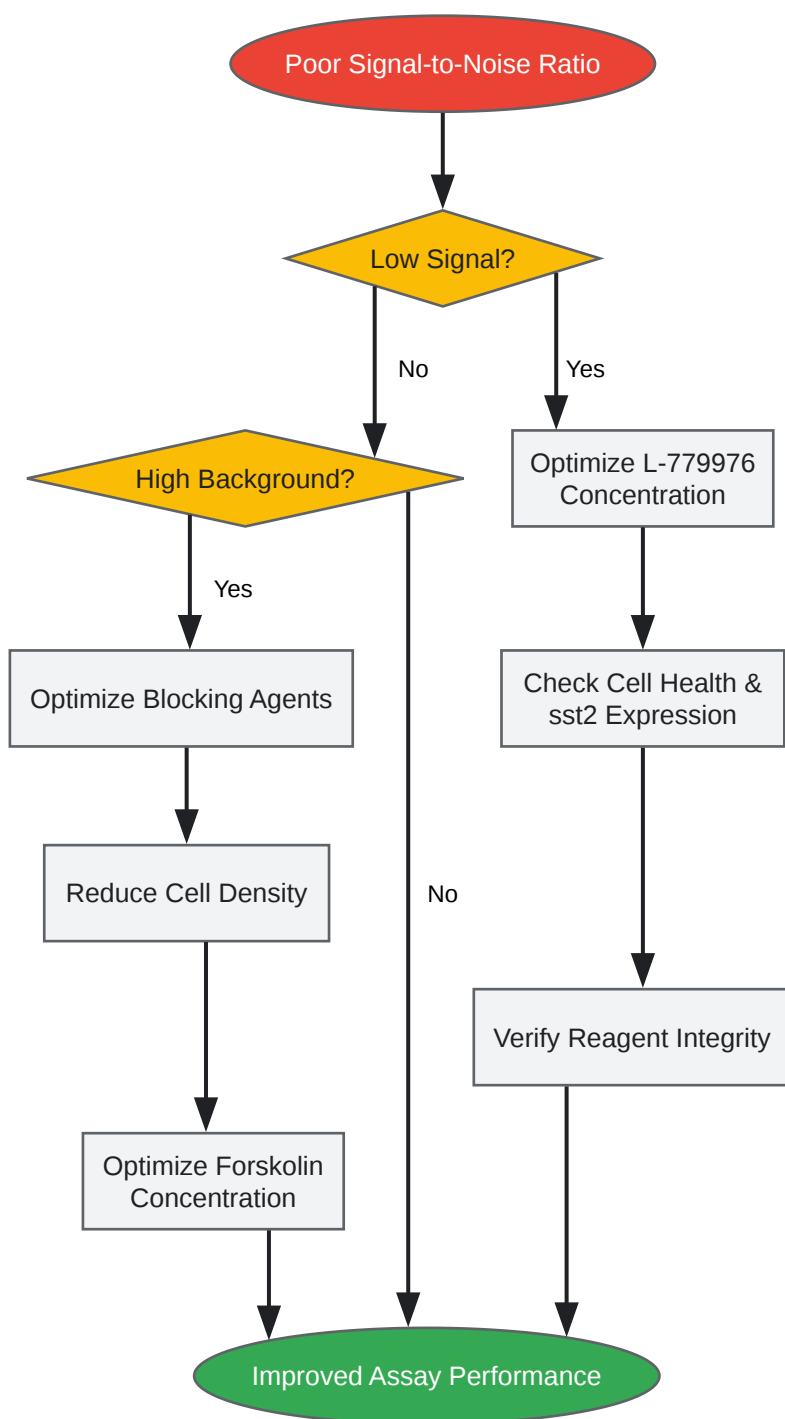 Poor Signal-to-Noise Ratio
Low Signal?
No
Yes
High Background?
Optimize L-779976
Concentration
Yes
Optimize Blocking Agents
Check Cell Health &
sst2 Expression
Reduce Cell Density
No
Verify Reagent Integrity
Optimize Forskolin
Concentration
Improved Assay Performance